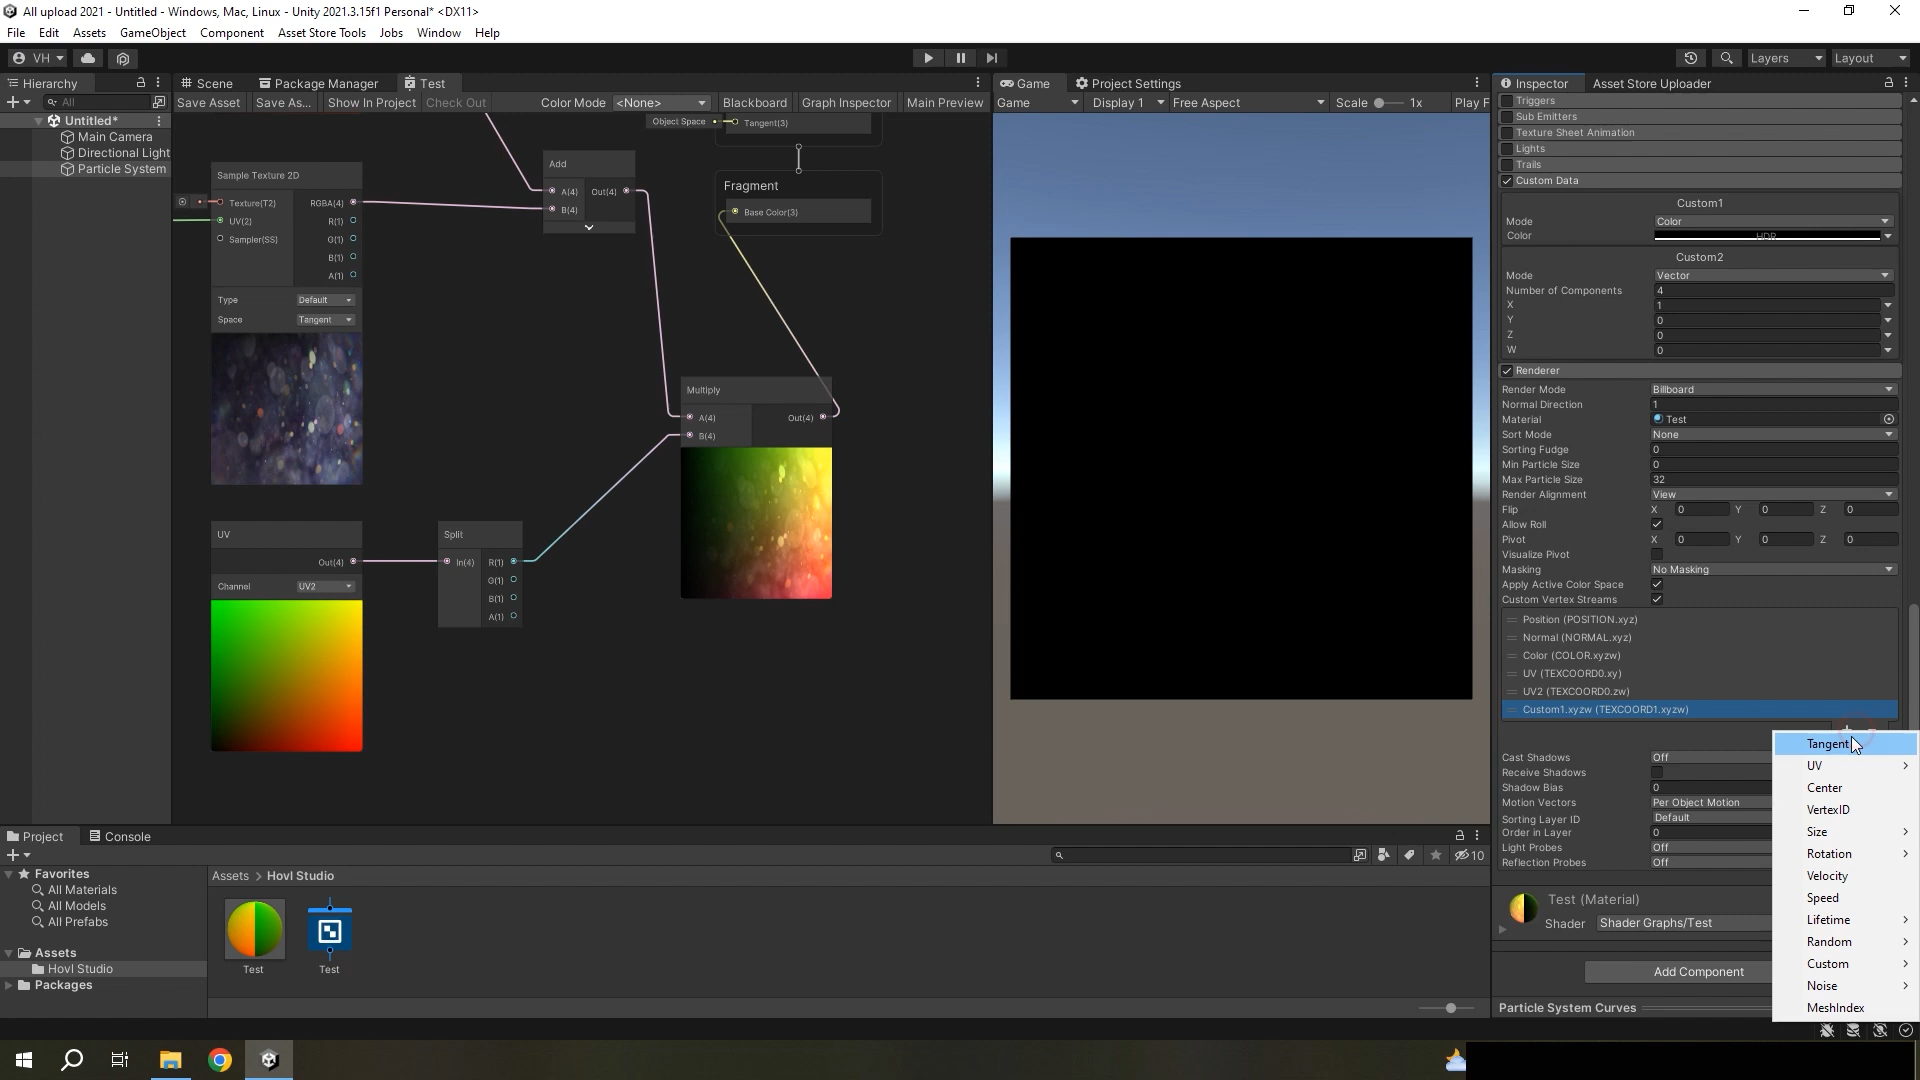 All upload 2021 - Untitled - Windows, Mac, Linux - Unity 2021.3.15f1 Personal* <DX11>
File Edit Assets GameObject Component Asset Store Tools Jobs Window Help
VH Layers Layout
Hierarchy
All
Untitled*
Main Camera
Directional Light
Particle System
Scene Package Manager Test
Save Asset Save As... Show In Project Check Out Color Mode <None> Blackboard Graph Inspector Main Preview
Object Space Tangent(3)
Fragment
Base Color(3)
Add
A(4) Out(4)
B(4)
Sample Texture 2D
Texture(T2) RGBA(4)
UV(2) R(1)
Sampler(SS) G(1)
B(1)
A(1)
Type Default
Space Tangent
Multiply
A(4) Out(4)
B(4)
UV
Out(4)
Channel UV2
Split
In(4) R(1)
G(1)
B(1)
A(1)
Game Project Settings
Game Display 1 Free Aspect Scale 1x Play F
Inspector Asset Store Uploader
Triggers
Sub Emitters
Texture Sheet Animation
Lights
Trails
Custom Data
Custom1
Mode Color
Color HDR
Custom2
Mode Vector
Number of Components 4
X 1
Y 0
Z 0
W 0
Renderer
Render Mode Billboard
Normal Direction 1
Material Test
Sort Mode None
Sorting Fudge 0
Min Particle Size 0
Max Particle Size 32
Render Alignment View
Flip X 0 Y 0 Z 0
Allow Roll
Pivot X 0 Y 0 Z 0
Visualize Pivot
Masking No Masking
Apply Active Color Space
Custom Vertex Streams
Position (POSITION.xyz)
Normal (NORMAL.xyz)
Color (COLOR.xyzw)
UV (TEXCOORD0.xy)
UV2 (TEXCOORD0.zw)
Custom1.xyzw (TEXCOORD1.xyzw)
Cast Shadows Off
Receive Shadows
Shadow Bias 0
Motion Vectors Per Object Motion
Sorting Layer ID Default
Order in Layer 0
Light Probes Off
Reflection Probes Off
Test (Material)
Shader Shader Graphs/Test
Add Component
Particle System Curves
Tangent
UV
Center
VertexID
Size
Rotation
Velocity
Speed
Lifetime
Random
Custom
Noise
MeshIndex
Project Console
10
Favorites
All Materials
All Models
All Prefabs
Assets
Hovl Studio
Packages
Assets > Hovl Studio
Test Test